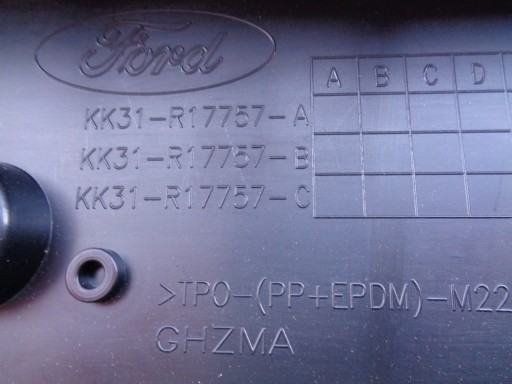 Ford
A B C D
KK31-R17757-A
KK31-R17757-B
KK31-R17757-C
>TPO-(PP+EPDM)-M22
GHZMA